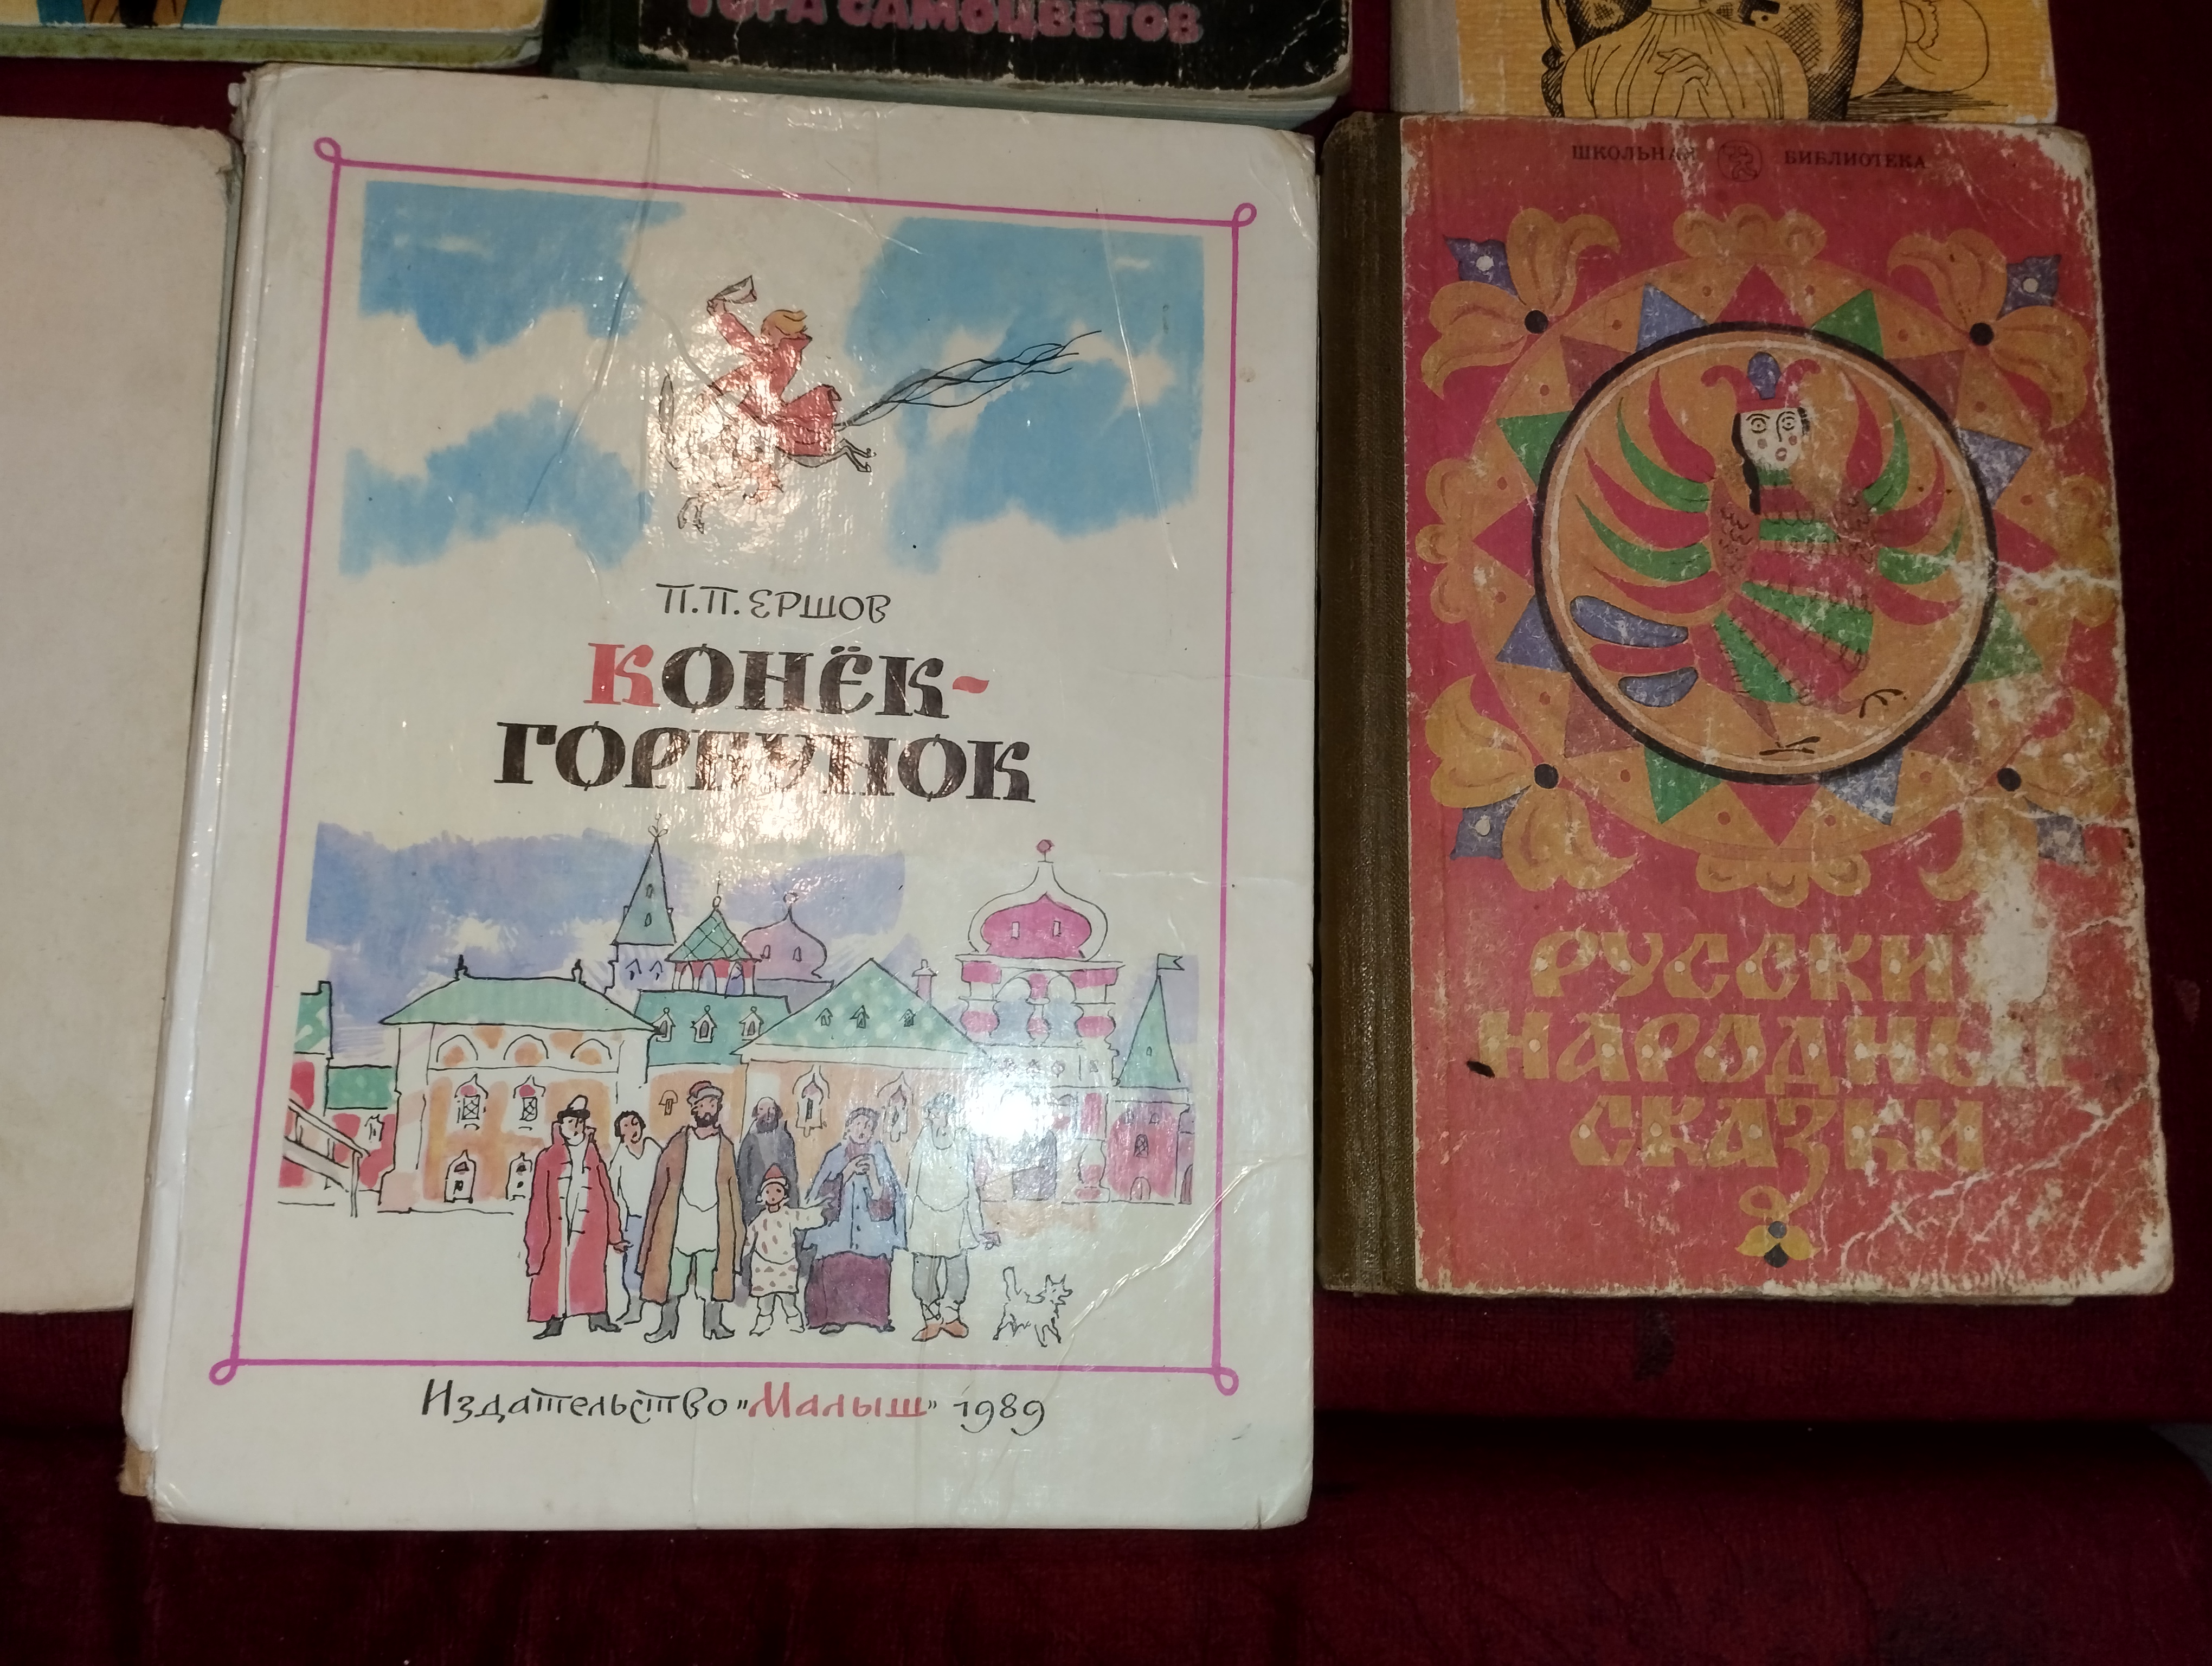 ГОРА САМОЦВЕТОВ
П.П. ЕРШОВ
КОНЁК-
ГОРБУНОК
Издательство „Малыш” 1989
ШКОЛЬНАЯ БИБЛИОТЕКА
РУССКИЕ
НАРОДНЫЕ
СКАЗКИ